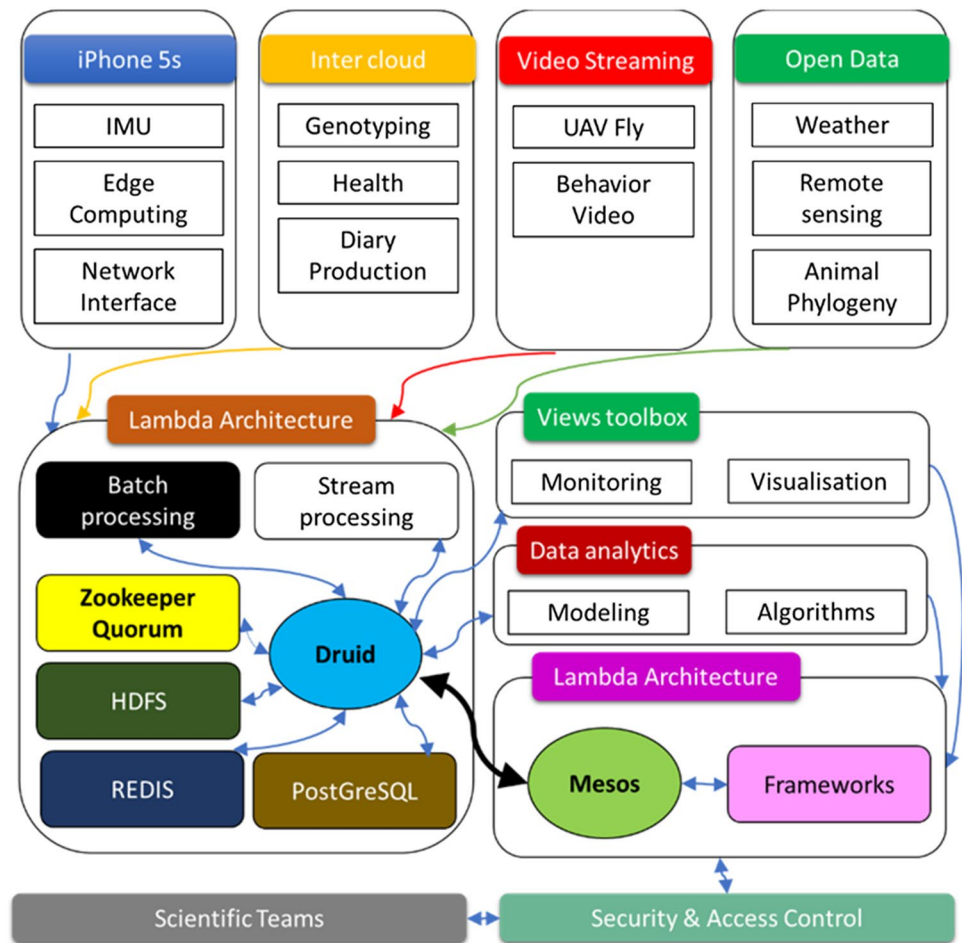 iPhone 5s
IMU
Edge
Computing
Network
Interface
Inter cloud
Genotyping
Health
Diary
Production
Video Streaming
UAV Fly
Behavior
Video
Open Data
Weather
Remote
sensing
Animal
Phylogeny
Lambda Architecture
Batch
processing
Stream
processing
Zookeeper
Quorum
Druid
HDFS
REDIS
PostGreSQL
Views toolbox
Monitoring
Visualisation
Data analytics
Modeling
Algorithms
Lambda Architecture
Mesos
Frameworks
Scientific Teams
Security & Access Control